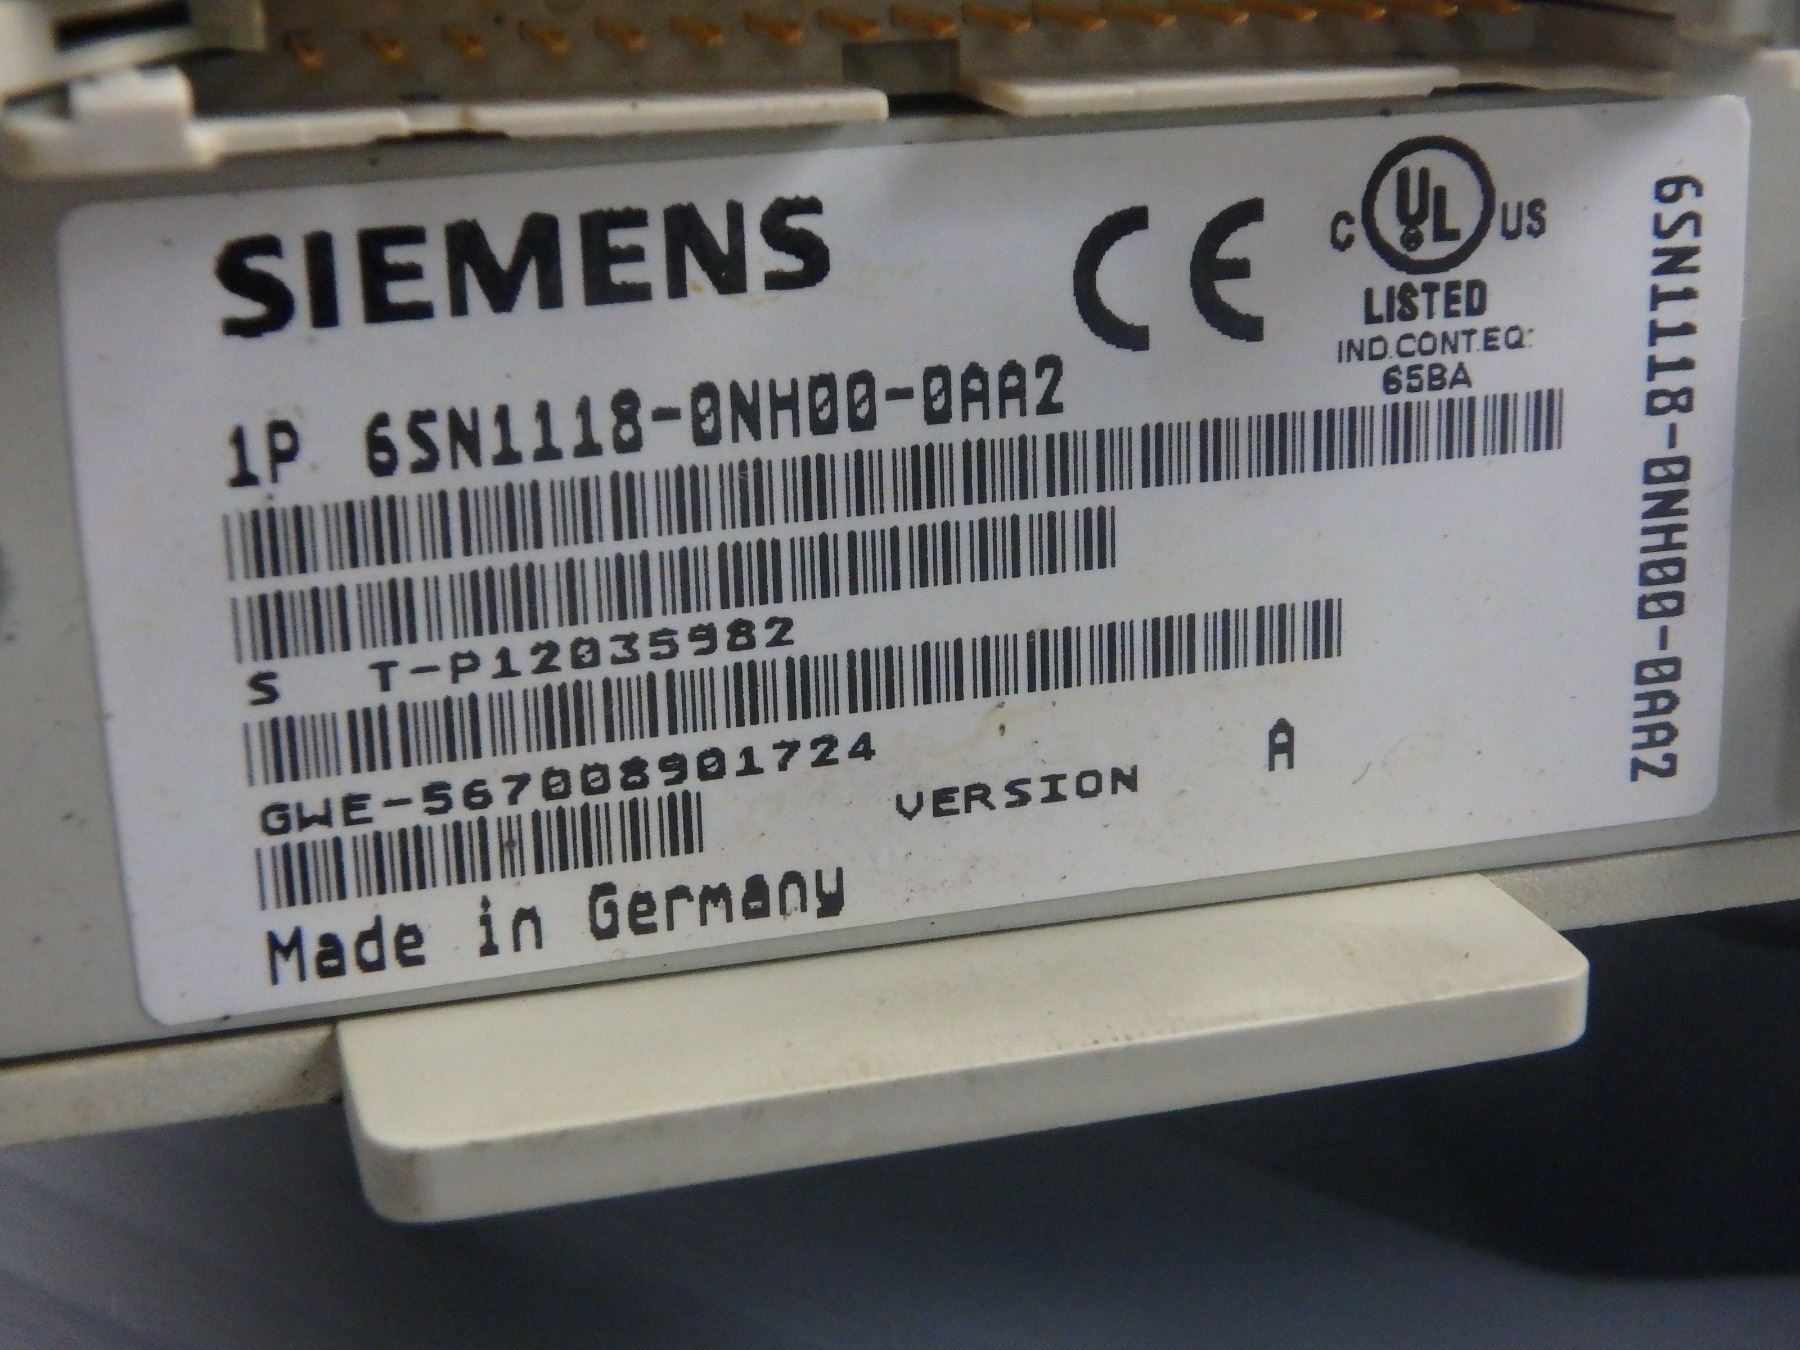 SIEMENS
CE
C UL US
LISTED
IND.CONT.EQ:
65BA
1P 6SN1118-0NH00-0AA2
S T-P12035982
GWE-567008901724
VERSION A
Made in Germany
6SN1118-0NH00-0AA2